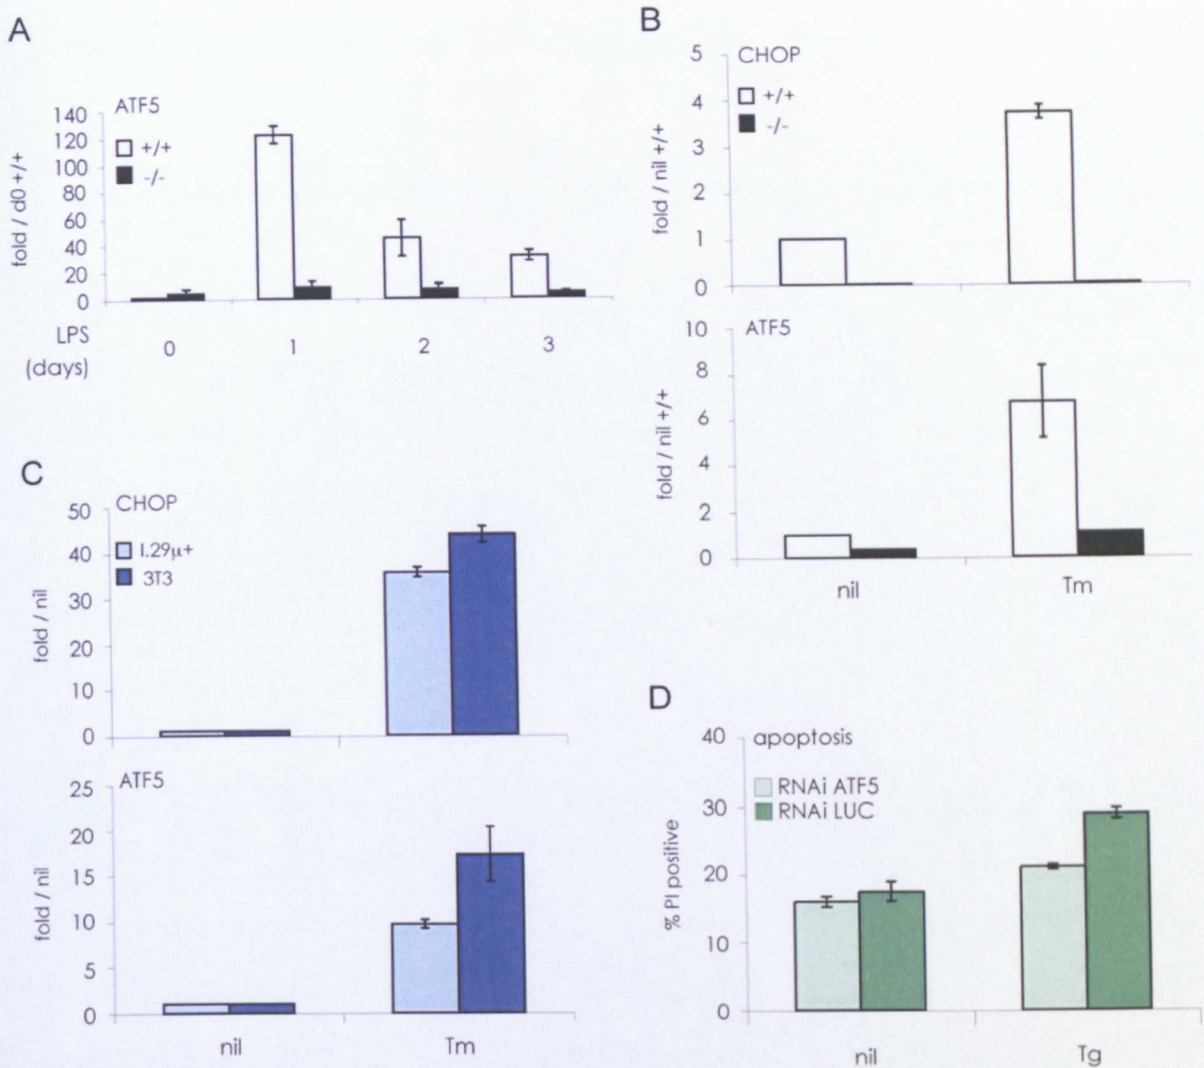 A
ATF5
+/+
-/-
fold / d0 +/+
140
120
100
80
60
40
20
0
LPS
(days)
0 1 2 3
B
CHOP
+/+
-/-
fold / nil +/+
5
4
3
2
1
0
ATF5
fold / nil +/+
10
8
6
4
2
0
nil Tm
C
CHOP
I.29µ+
3T3
fold / nil
50
40
30
20
10
0
ATF5
fold / nil
25
20
15
10
5
0
nil Tm
D
apoptosis
RNAi ATF5
RNAi LUC
% PI positive
40
30
20
10
0
nil Tg